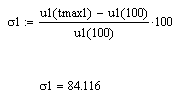 σ1 := (u1(tmax1) − u1(100)) / u1(100) ·100
σ1 = 84.116